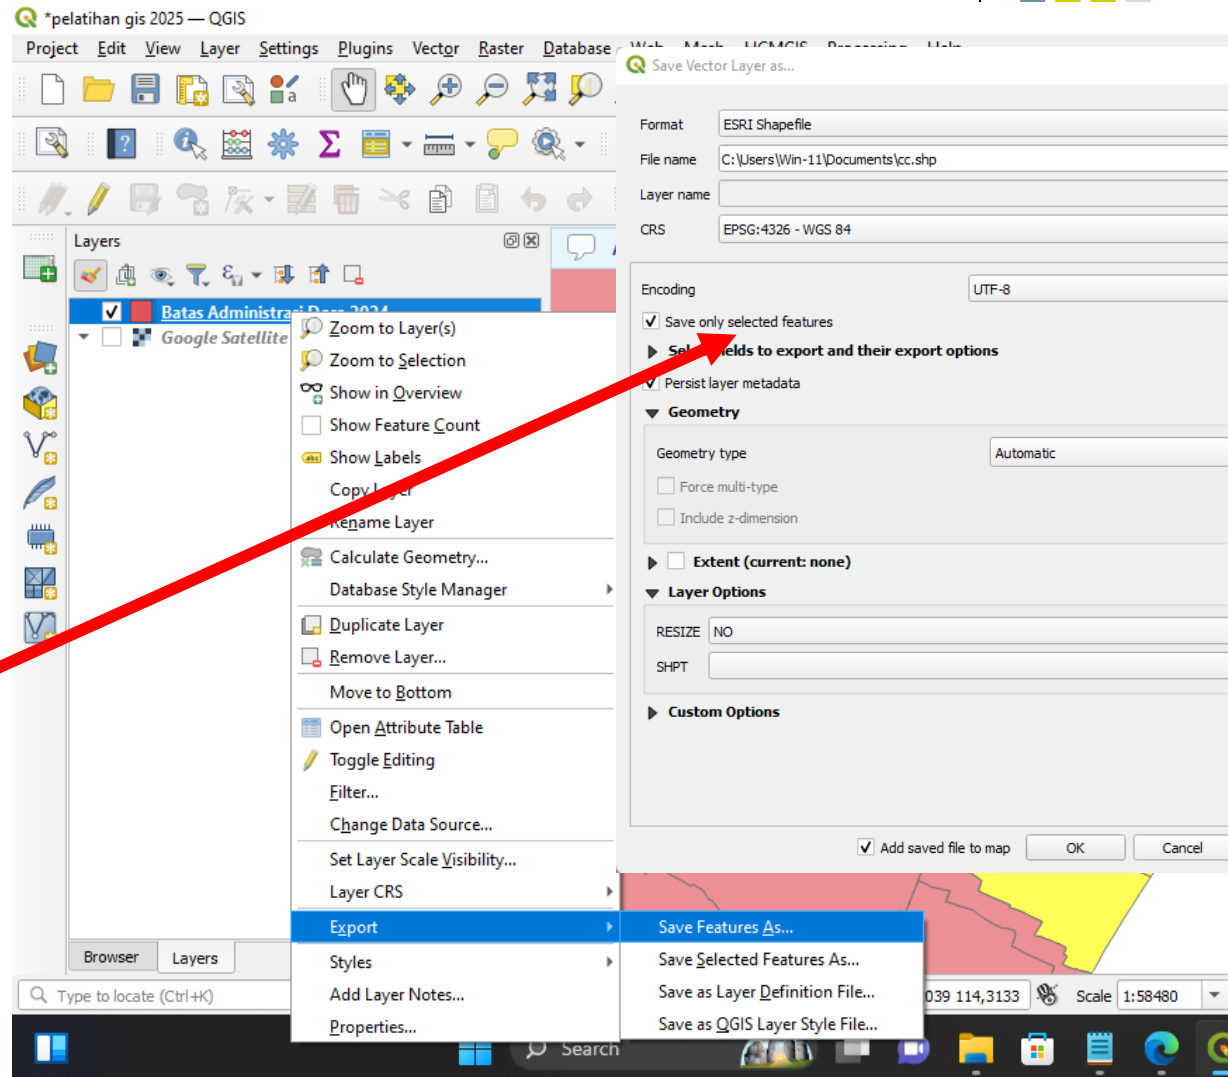 *pelatihan gis 2025 — QGIS
Project Edit View Layer Settings Plugins Vector Raster Database
Save Vector Layer as...
Format ESRI Shapefile
File name C:\Users\Win-11\Documents\cc.shp
Layer name
CRS EPSG:4326 - WGS 84
Layers
Encoding UTF-8
Save only selected features
Batas Administrasi Desa 2024
Google Satellite
fields to export and their export options
Persist layer metadata
Geometry
Geometry type Automatic
Force multi-type
Include z-dimension
Extent (current: none)
Layer Options
RESIZE NO
SHPT
Custom Options
Add saved file to map OK Cancel
Zoom to Layer(s)
Zoom to Selection
Show in Overview
Show Feature Count
Show Labels
Copy Layer
Rename Layer
Calculate Geometry...
Database Style Manager
Duplicate Layer
Remove Layer...
Move to Bottom
Open Attribute Table
Toggle Editing
Filter...
Change Data Source...
Set Layer Scale Visibility...
Layer CRS
Export
Styles
Add Layer Notes...
Properties...
Save Features As...
Save Selected Features As...
Save as Layer Definition File...
Save as QGIS Layer Style File...
Browser Layers
Type to locate (Ctrl+K)
039 114,3133 Scale 1:58480
Search